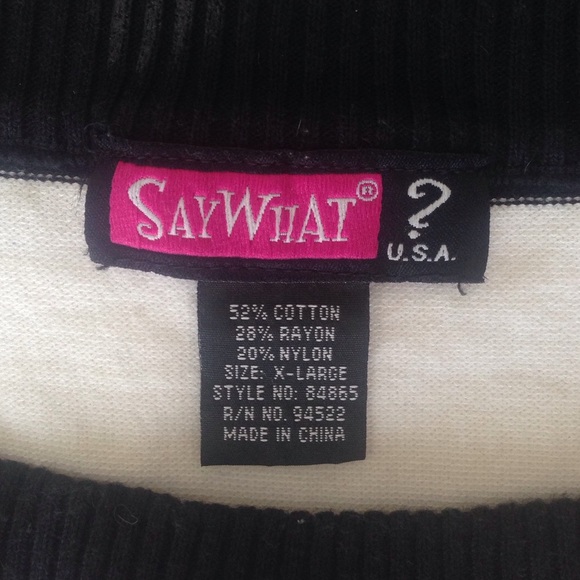 SAYWHAT® ?
U.S.A.
52% COTTON
28% RAYON
20% NYLON
SIZE: X-LARGE
STYLE NO: 84865
R/N NO. 94522
MADE IN CHINA